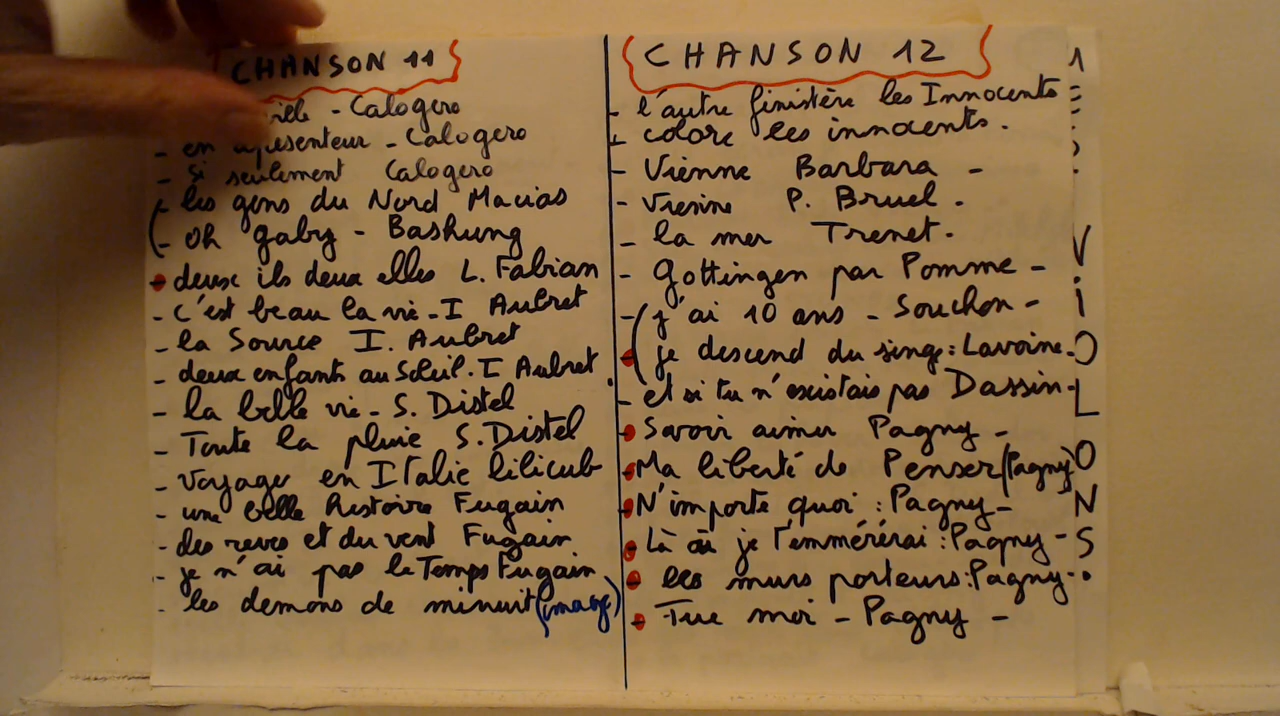 CHANSON 11
- Calogero
- en apesenteur - Calogero
- Si seulement Calogero
- les gens du Nord Macias
- Oh gaby - Bashung
- deux ils deux elles L. Fabian
- c'est beau la vie - I Aubret
- la Source I. Aubret
- deux enfants au Soleil. I Aubret
- la belle vie - S. Distel
- Toute la pluie S. Distel
- Voyage en Italie lilicub
- une belle histoire Fugain
- des reves et du vent Fugain
- je n'ai pas le Temps Fugain
- les demons de minuit (image)
CHANSON 12
- l'autre finistère les Innocents
- colore les innocents.
- Vienne Barbara -
- P. Bruel.
- la mer Trenet.
- Gottingen par Pomme -
- j'ai 10 ans - Souchon -
- je descend du singe : Lavoine.
- et si tu n'existais pas Dassin -
- Savoir aimer Pagny -
- Ma liberté de Penser (Pagny)
- N'importe quoi : Pagny -
- Là où je t'emmérérai : Pagny -
- les murs porteurs : Pagny -
- Tue moi - Pagny -
ViOLONS.